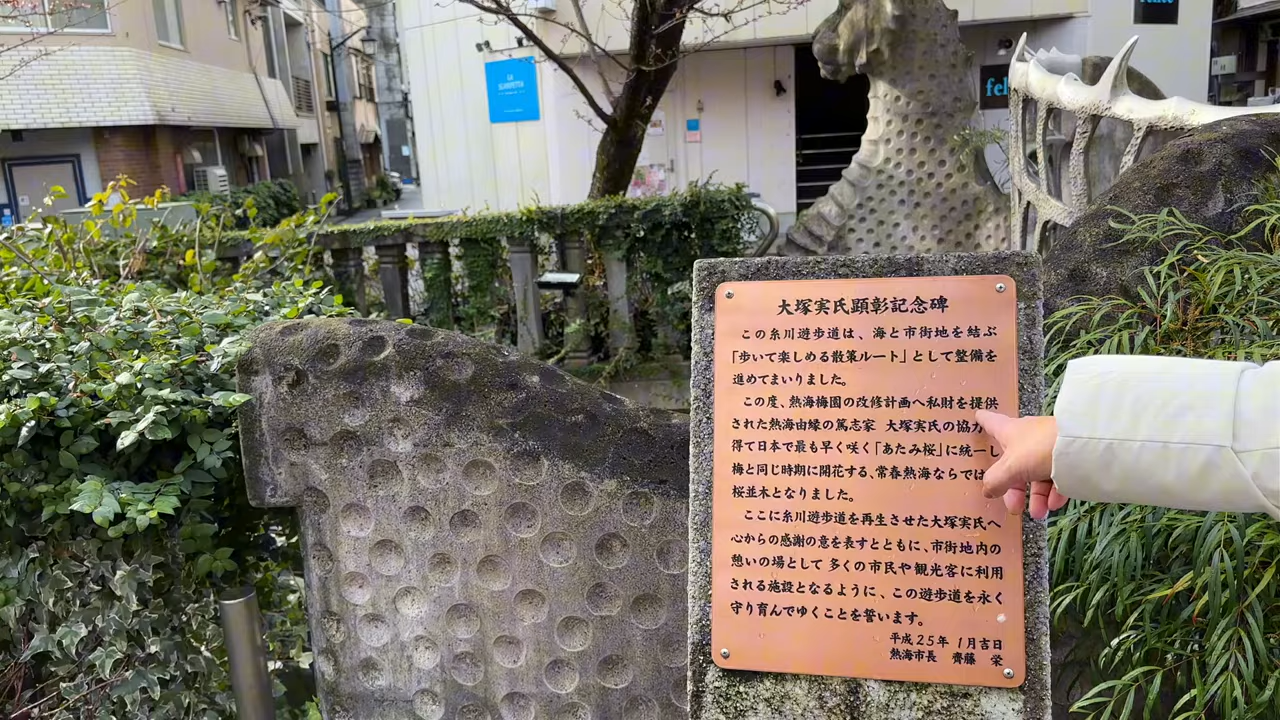 大塚実氏顕彰記念碑
この糸川遊歩道は、海と市街地を結ぶ
「歩いて楽しめる散策ルート」として整備を
進めてまいりました。
この度、熱海梅園の改修計画へ私財を提供
された熱海由縁の篤志家 大塚実氏の協力
得て日本で最も早く咲く「あたみ桜」に統一し
梅と同じ時期に開花する、常春熱海ならでは
桜並木となりました。
ここに糸川遊歩道を再生させた大塚実氏へ
心からの感謝の意を表すとともに、市街地内の
憩いの場として多くの市民や観光客に利用
される施設となるように、この遊歩道を永く
守り育んでゆくことを誓います。
平成25年 1月吉日
熱海市長 齊藤 栄